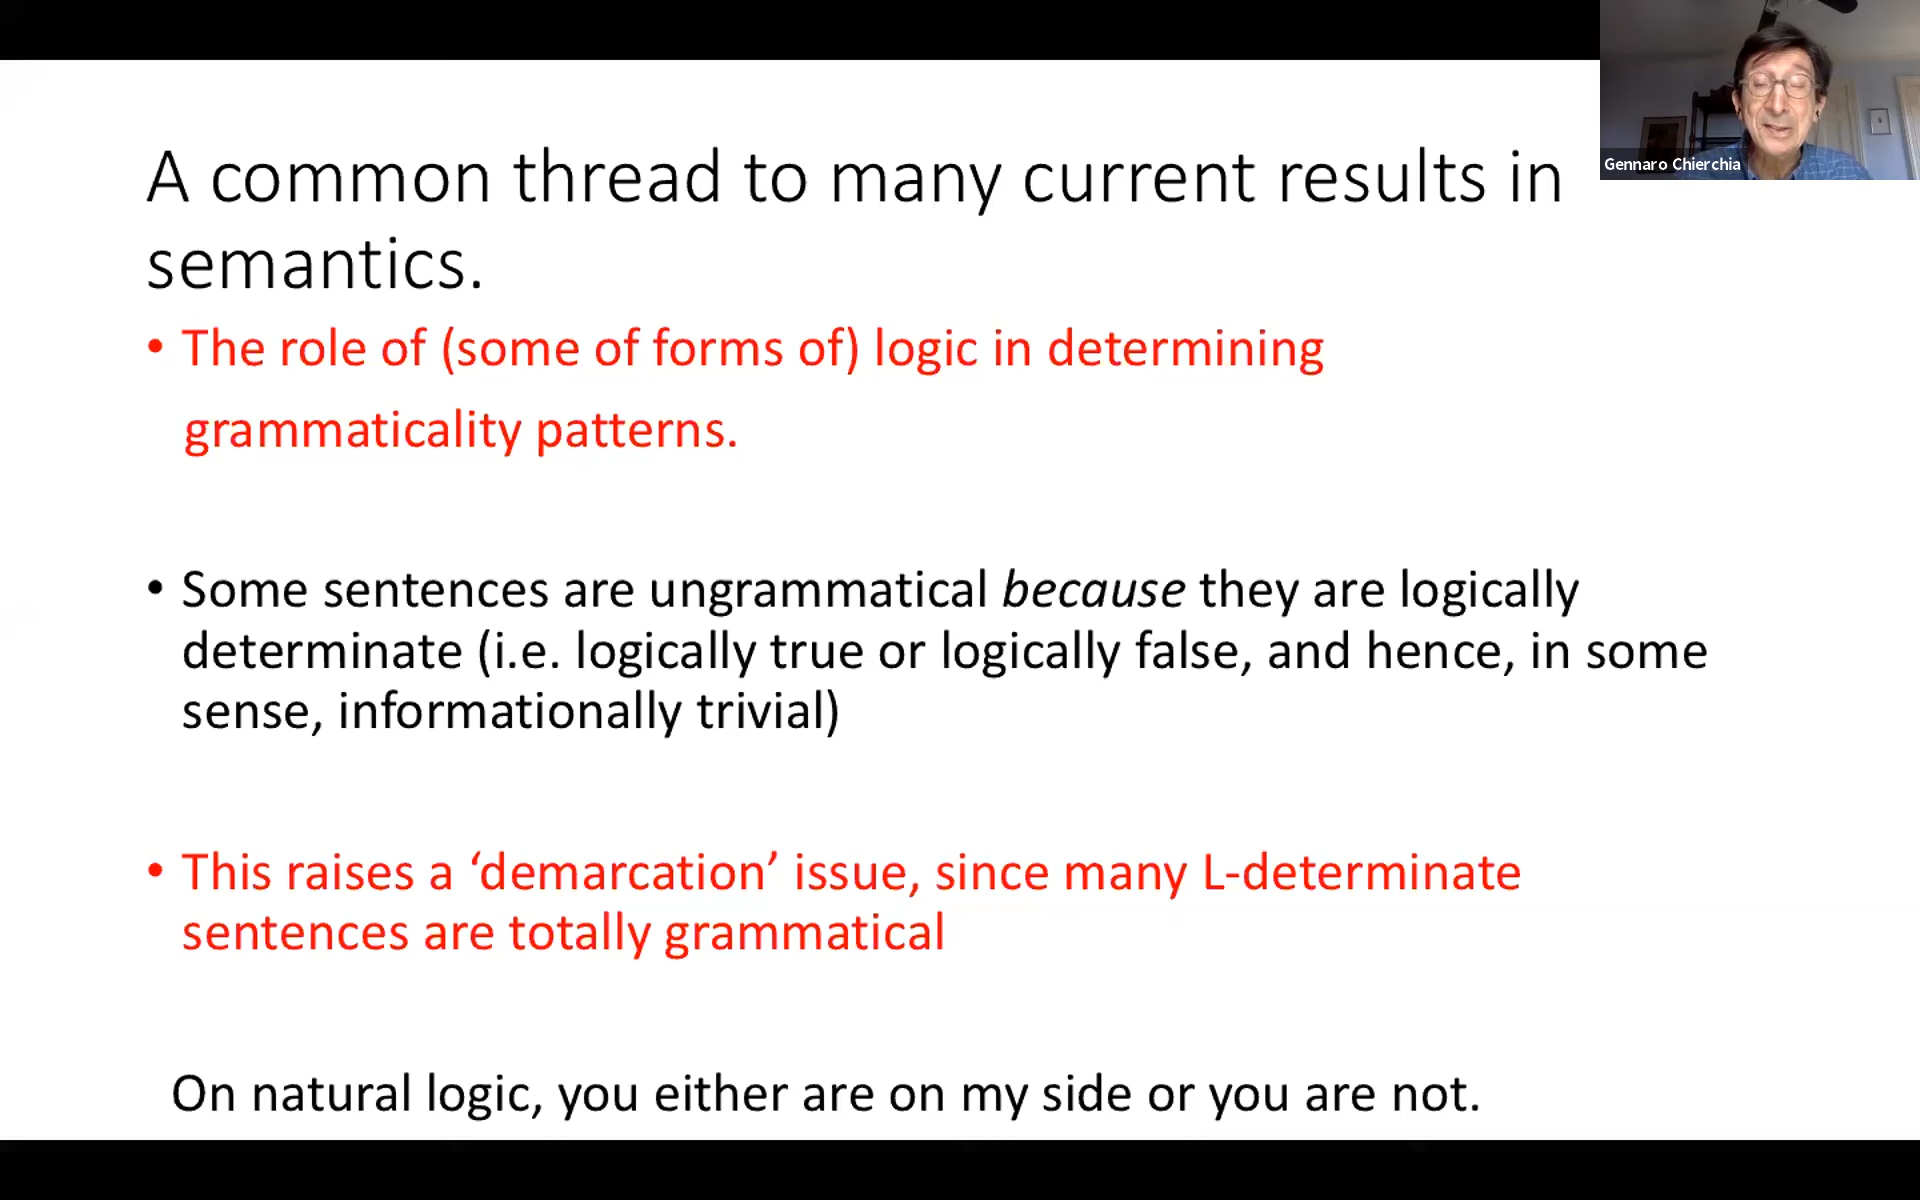 Gennaro Chierchia
A common thread to many current results in
semantics.
• The role of (some of forms of) logic in determining
grammaticality patterns.
• Some sentences are ungrammatical because they are logically
determinate (i.e. logically true or logically false, and hence, in some
sense, informationally trivial)
• This raises a ‘demarcation’ issue, since many L-determinate
sentences are totally grammatical
On natural logic, you either are on my side or you are not.